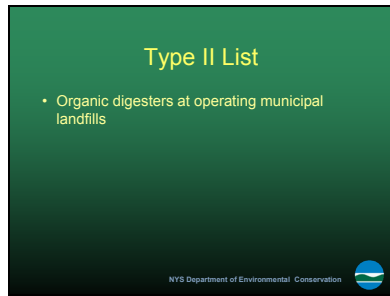 Type II List
• Organic digesters at operating municipal
landfills
NYS Department of Environmental Conservation